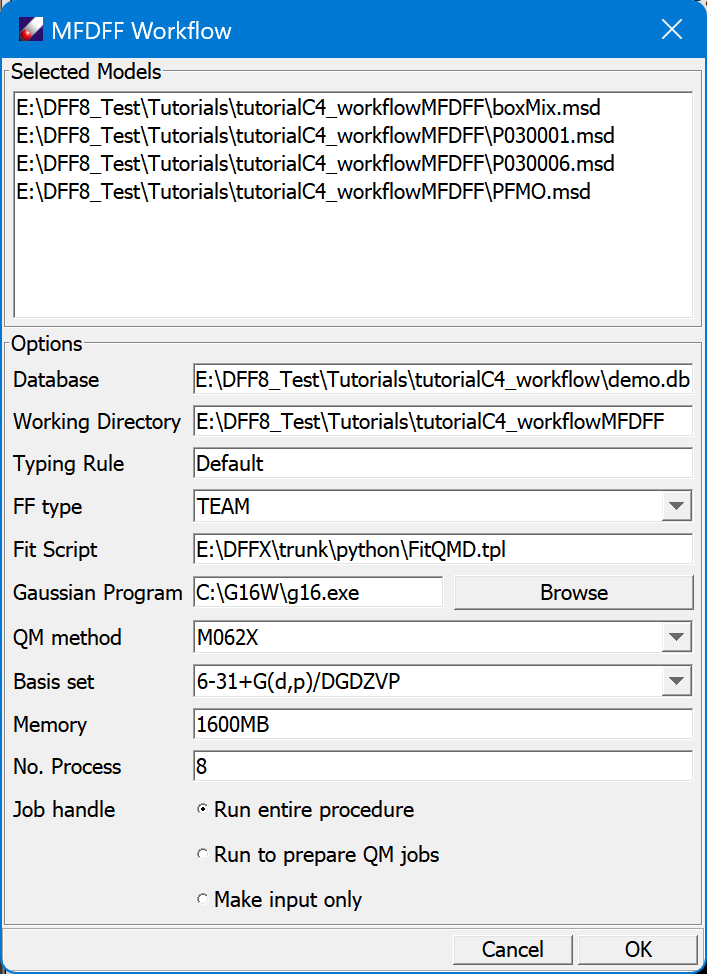 MFDFF Workflow
Selected Models
E:\DFF8_Test\Tutorials\tutorialC4_workflowMFDFF\boxMix.msd
E:\DFF8_Test\Tutorials\tutorialC4_workflowMFDFF\P030001.msd
E:\DFF8_Test\Tutorials\tutorialC4_workflowMFDFF\P030006.msd
E:\DFF8_Test\Tutorials\tutorialC4_workflowMFDFF\PFMO.msd
Options
Database E:\DFF8_Test\Tutorials\tutorialC4_workflow\demo.db
Working Directory E:\DFF8_Test\Tutorials\tutorialC4_workflowMFDFF
Typing Rule Default
FF type TEAM
Fit Script E:\DFFX\trunk\python\FitQMD.tpl
Gaussian Program C:\G16W\g16.exe Browse
QM method M062X
Basis set 6-31+G(d,p)/DGDZVP
Memory 1600MB
No. Process 8
Job handle Run entire procedure
Run to prepare QM jobs
Make input only
Cancel OK